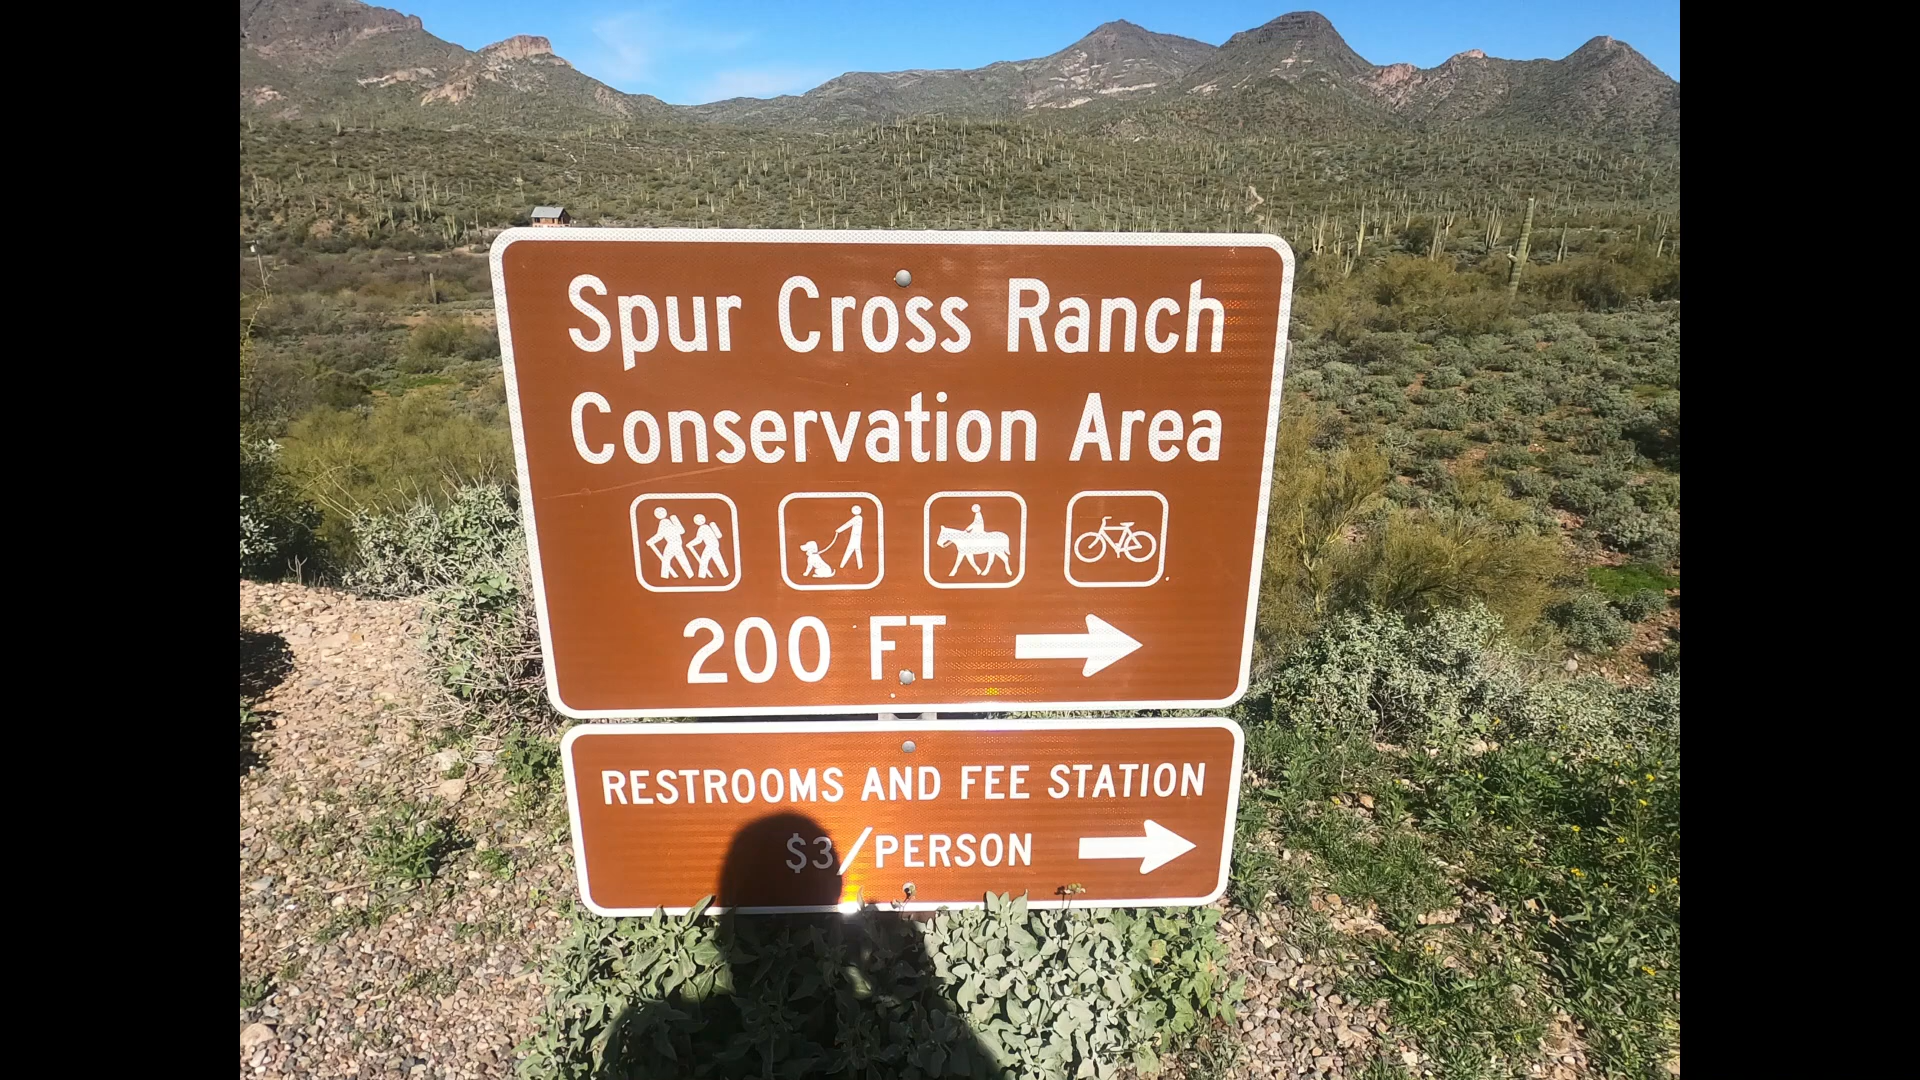 Spur Cross Ranch
Conservation Area
200 FT
RESTROOMS AND FEE STATION
$3/PERSON